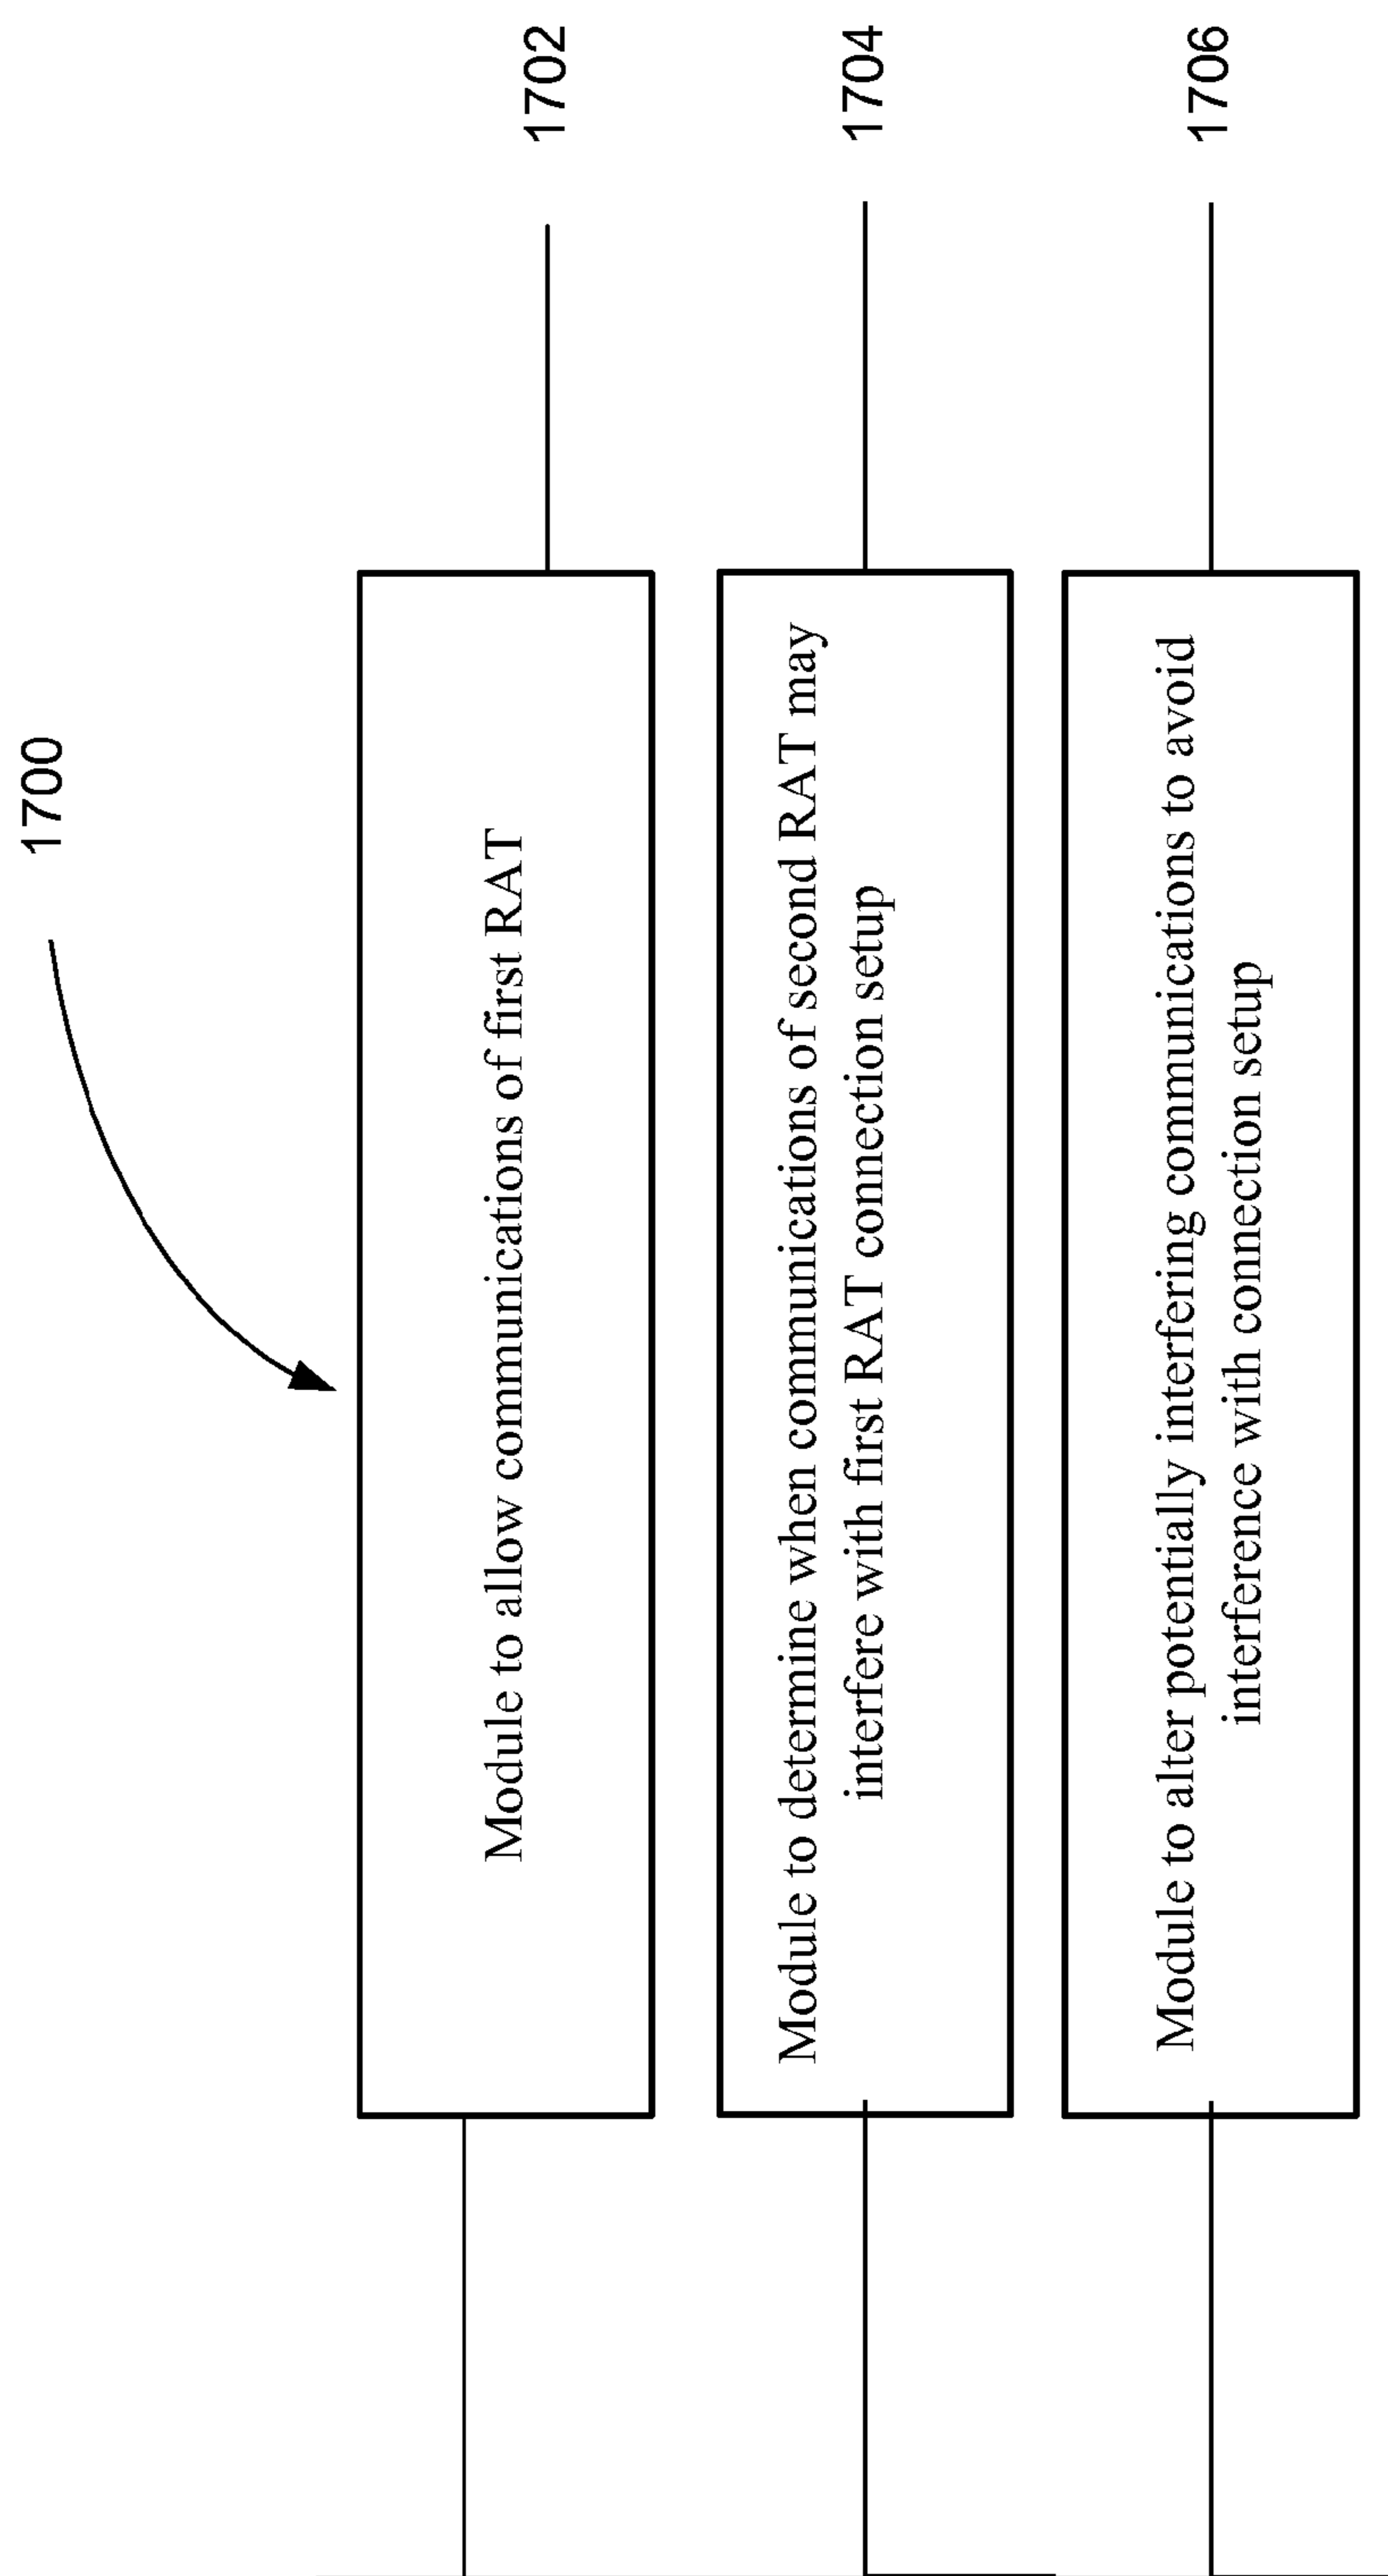 1700
Module to allow communications of first RAT
1702
Module to determine when communications of second RAT may
interfere with first RAT connection setup
1704
Module to alter potentially interfering communications to avoid
interference with connection setup
1706